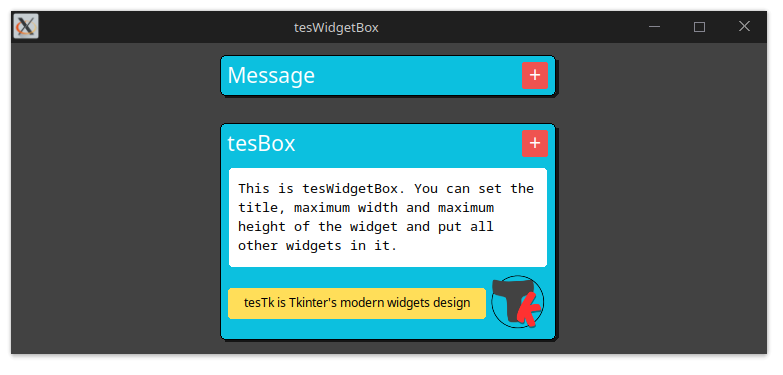 tesWidgetBox
Message
+
tesBox
+
This is tesWidgetBox. You can set the
title, maximum width and maximum
height of the widget and put all
other widgets in it.
tesTk is Tkinter's modern widgets design
Tk